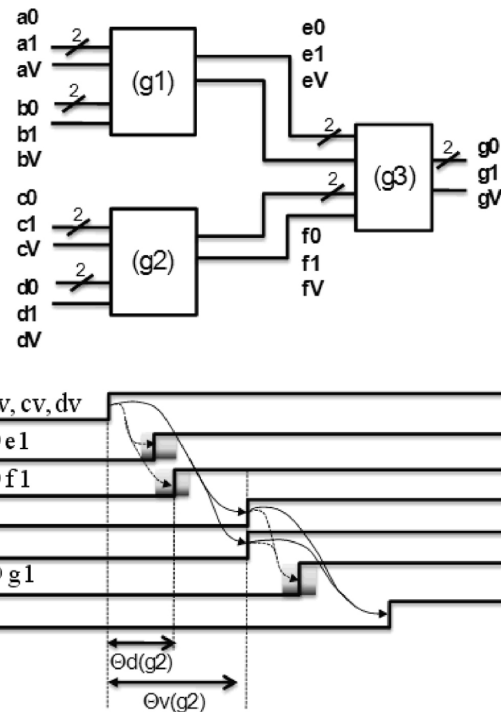 a0
a1
aV
2
b0
2
b1
bV
(g1)
e0
e1
eV
2
(g3)
2
g0
g1
gV
2
c0
c1
2
cV
d0
2
d1
dV
(g2)
f0
f1
fV
v, cv, dv
e1
f1
g1
Θd(g2)
Θv(g2)